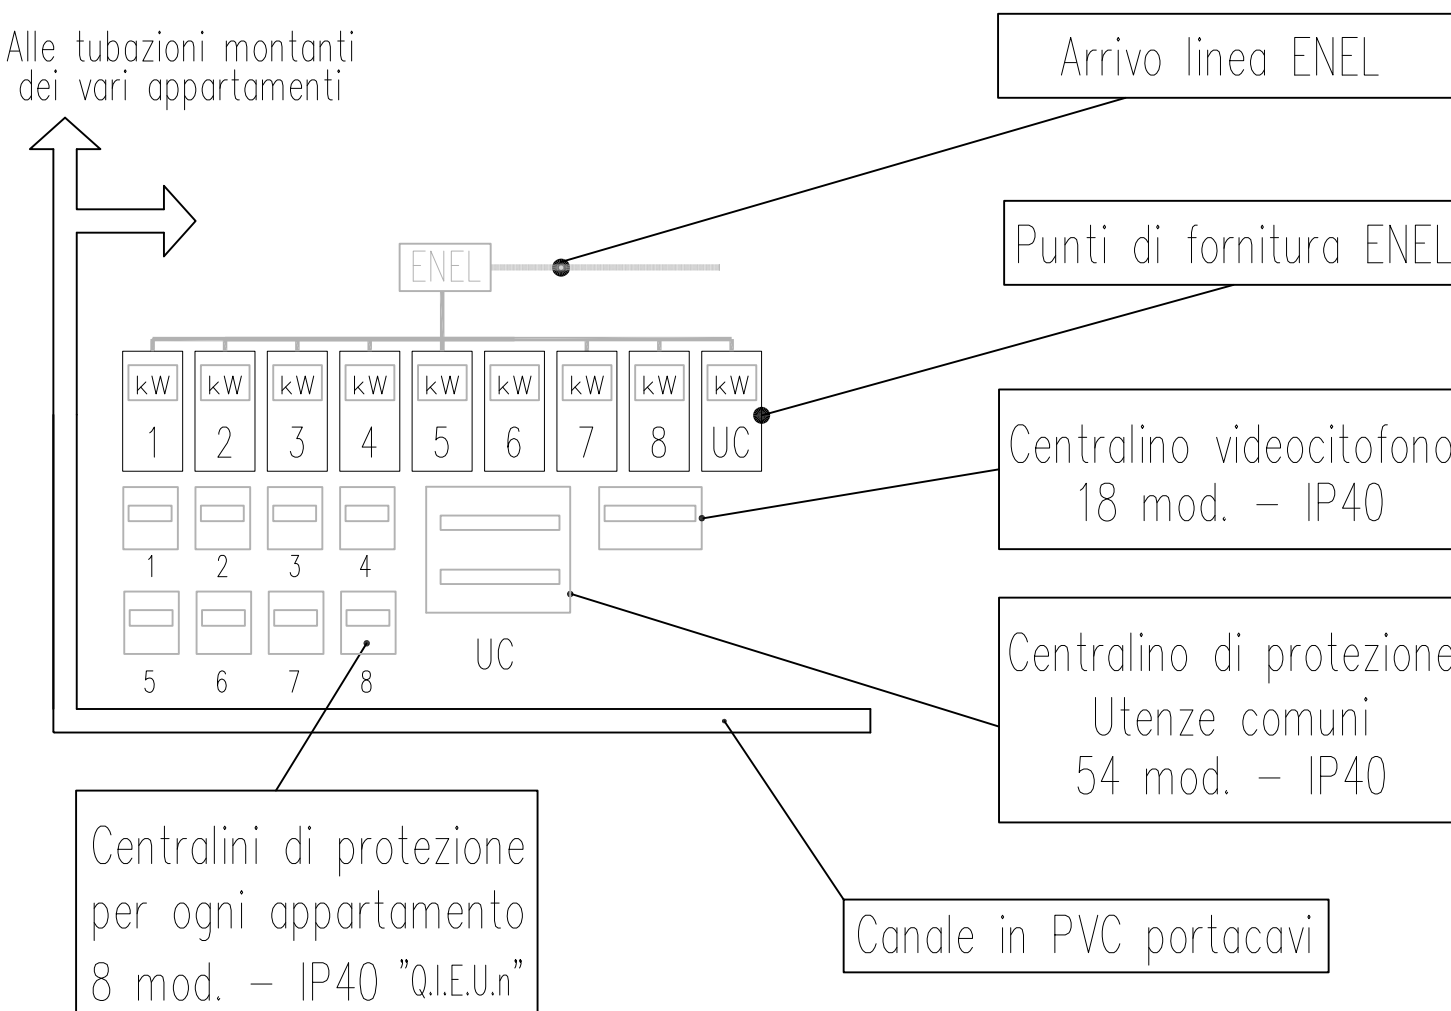 Alle tubazioni montanti
dei vari appartamenti
Arrivo linea ENEL
Punti di fornitura ENEL
ENEL
kW kW kW kW kW kW kW kW kW
1 2 3 4 5 6 7 8 UC
Centralino videocitofono
18 mod. – IP40
1 2 3 4
5 6 7 8
UC
Centralino di protezione
Utenze comuni
54 mod. – IP40
Centralini di protezione
per ogni appartamento
8 mod. – IP40 "Q.I.E.U.n"
Canale in PVC portacavi